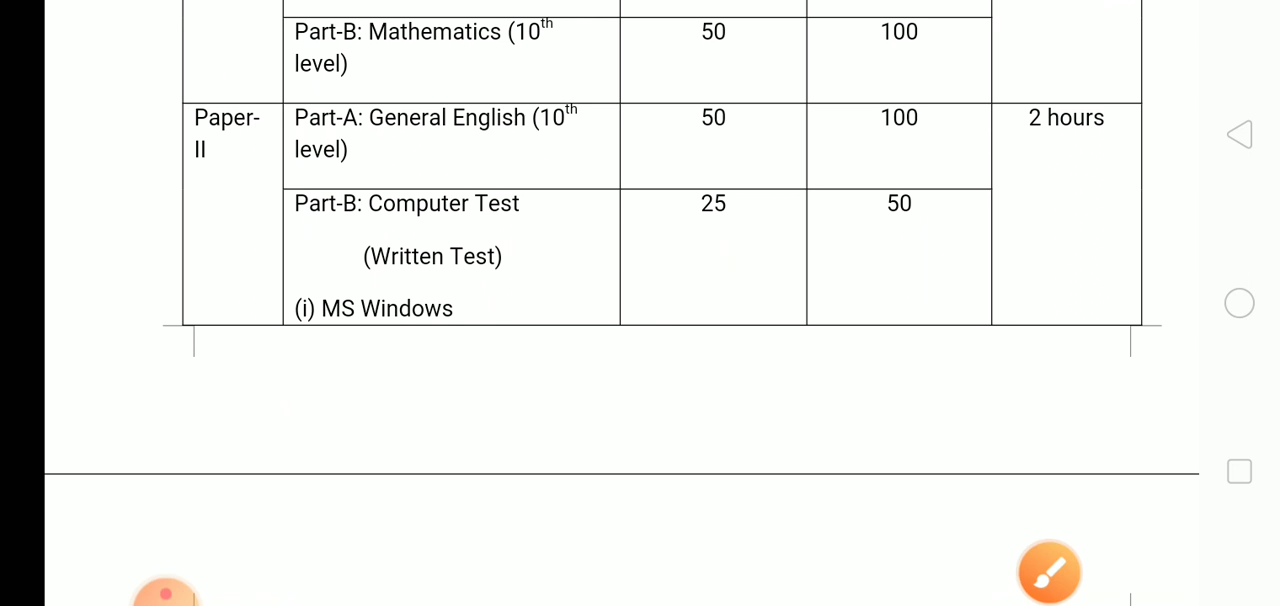 Part-B: Mathematics (10th 50 100
level)
Paper- Part-A: General English (10th 50 100 2 hours
II level)
Part-B: Computer Test 25 50
(Written Test)
(i) MS Windows